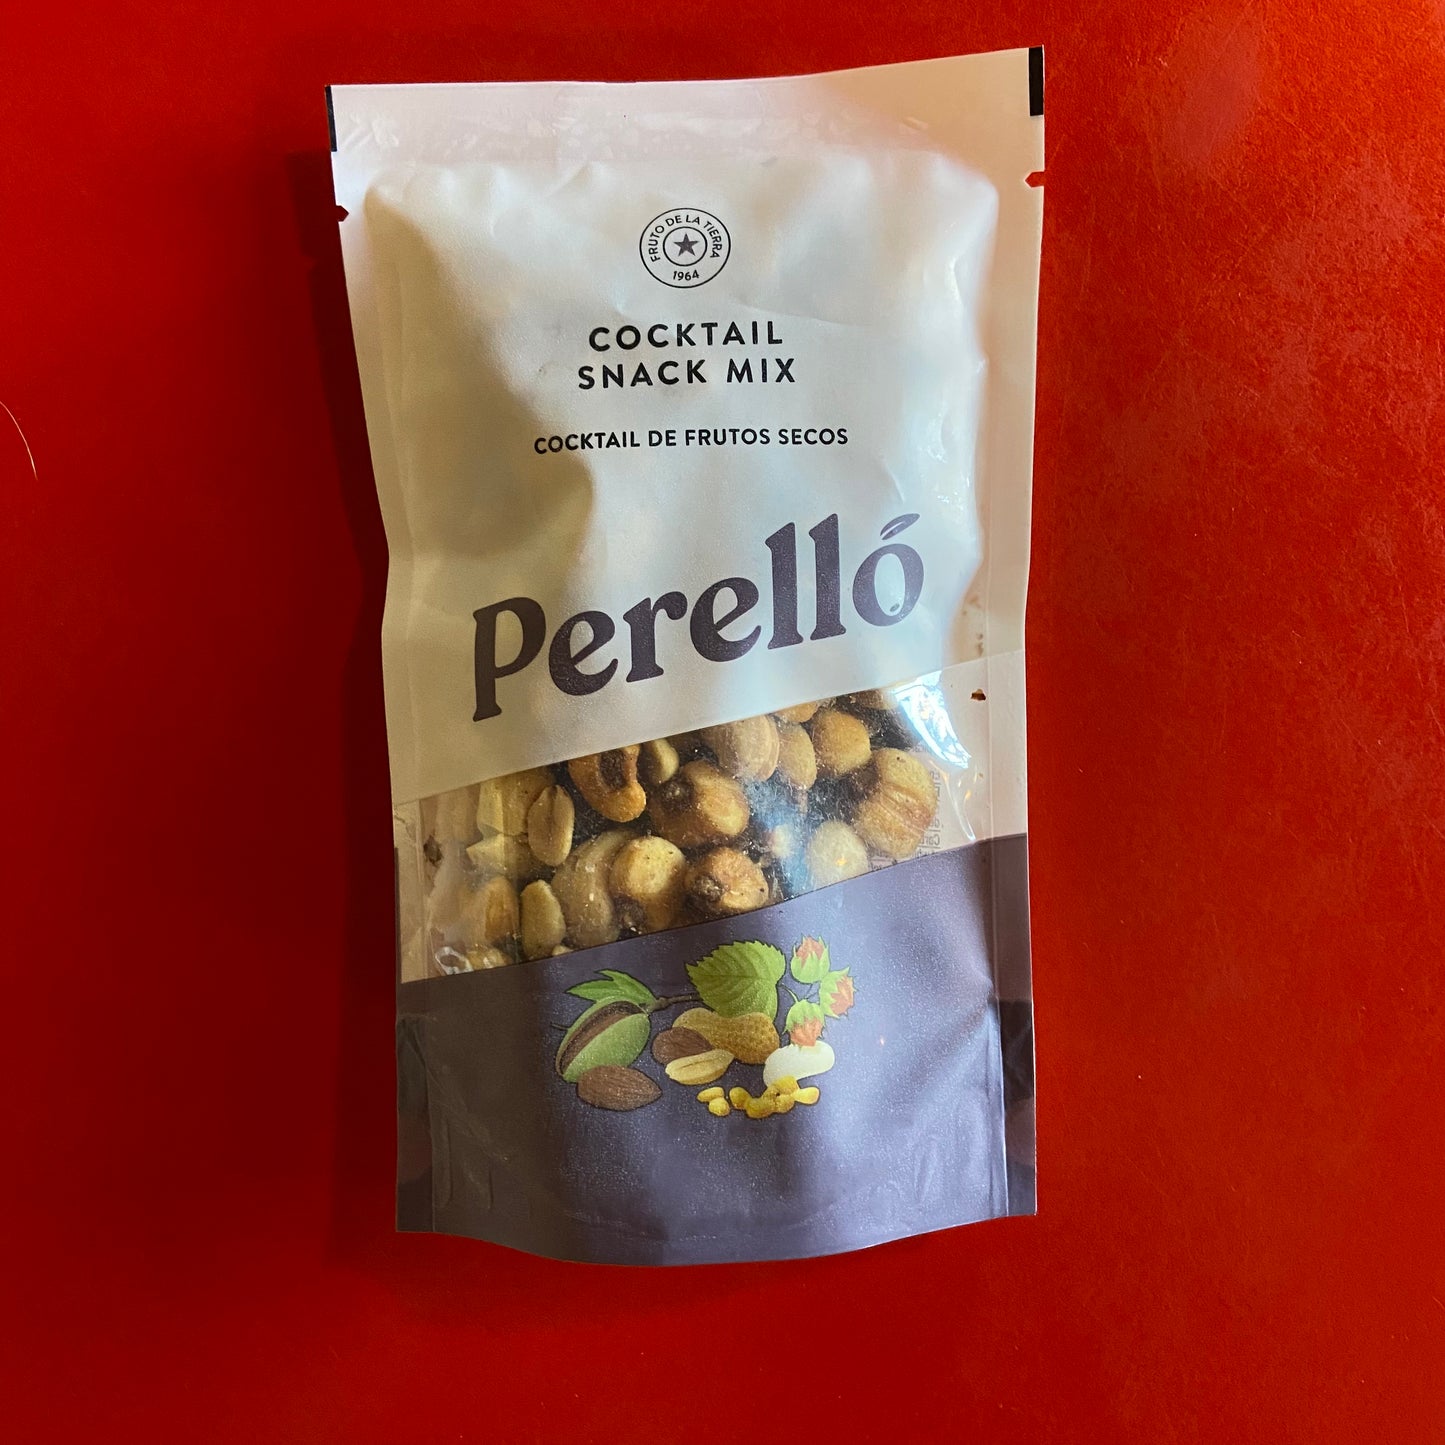 FRUTO DE LA TIERRA
1964
COCKTAIL
SNACK MIX
COCKTAIL DE FRUTOS SECOS
Perelló